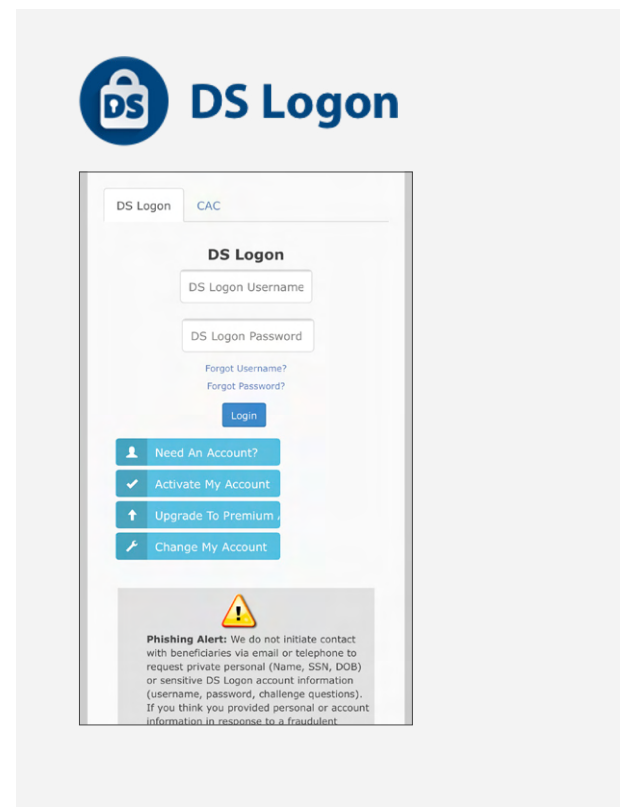 DS
DS Logon
DS Logon
CAC
DS Logon
DS Logon Username
DS Logon Password
Forgot Username?
Forgot Password?
Login
Need An Account?
Activate My Account
Upgrade To Premium
Change My Account
Phishing Alert: We do not initiate contact
with beneficiaries via email or telephone to
request private personal (Name, SSN, DOB)
or sensitive DS Logon account information
(username, password, challenge questions).
If you think you provided personal or account
information in response to a fraudulent